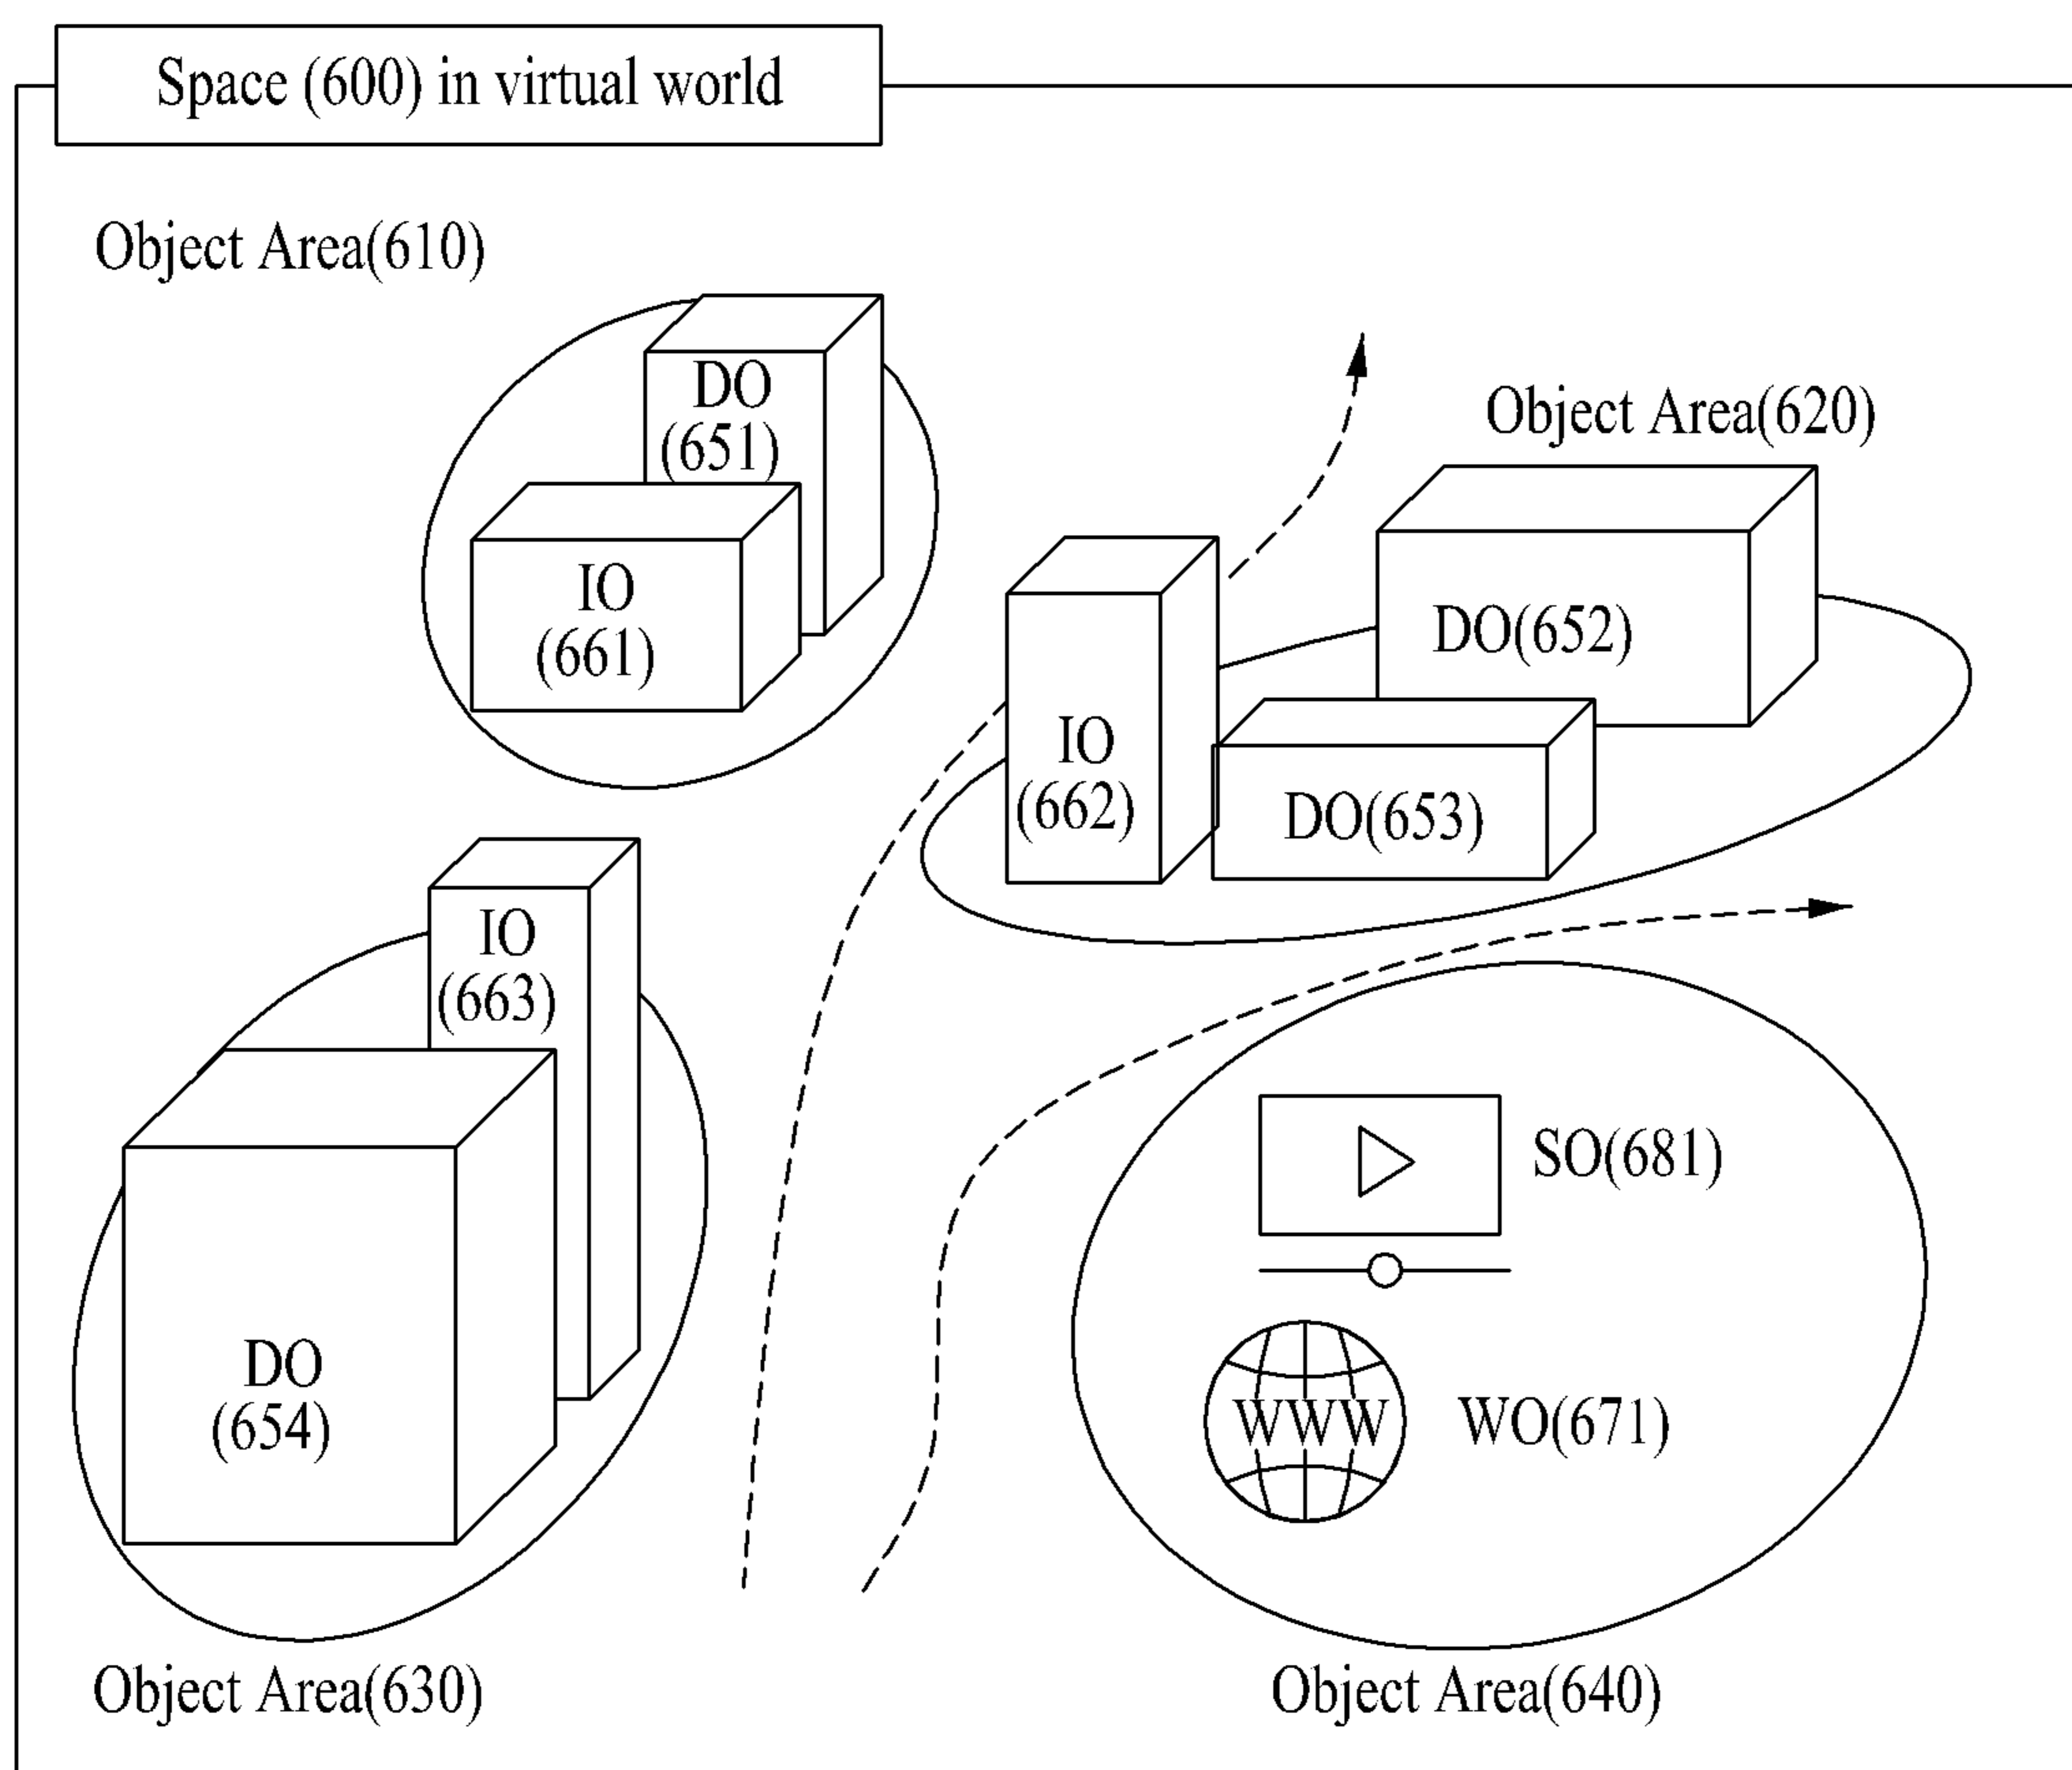 Space (600) in virtual world
Object Area(610)
DO
(651)
IO
(661)
Object Area(620)
DO(652)
IO
(662)
DO(653)
IO
(663)
DO
(654)
Object Area(630)
SO(681)
WWW
WO(671)
Object Area(640)